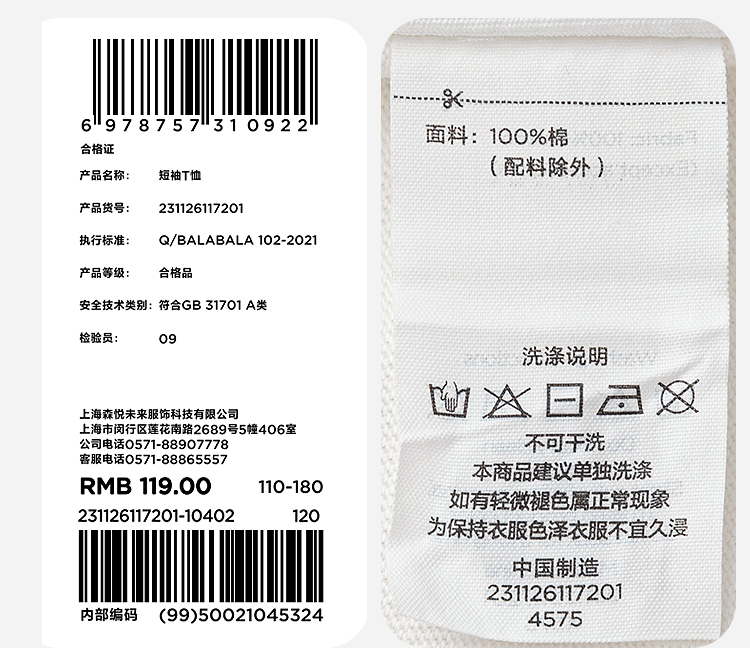 6 978757 310922
合格证
产品名称: 短袖T恤
产品货号: 231126117201
执行标准: Q/BALABALA 102-2021
产品等级: 合格品
安全技术类别: 符合GB 31701 A类
检验员: 09
上海森悦未来服饰科技有限公司
上海市闵行区莲花南路2689号5幢406室
公司电话0571-88907778
客服电话0571-88865557
RMB 119.00 110-180
231126117201-10402 120
内部编码 (99)50021045324
面料: 100%棉
(配料除外)
洗涤说明
不可干洗
本商品建议单独洗涤
如有轻微褪色属正常现象
为保持衣服色泽衣服不宜久浸
中国制造
231126117201
4575